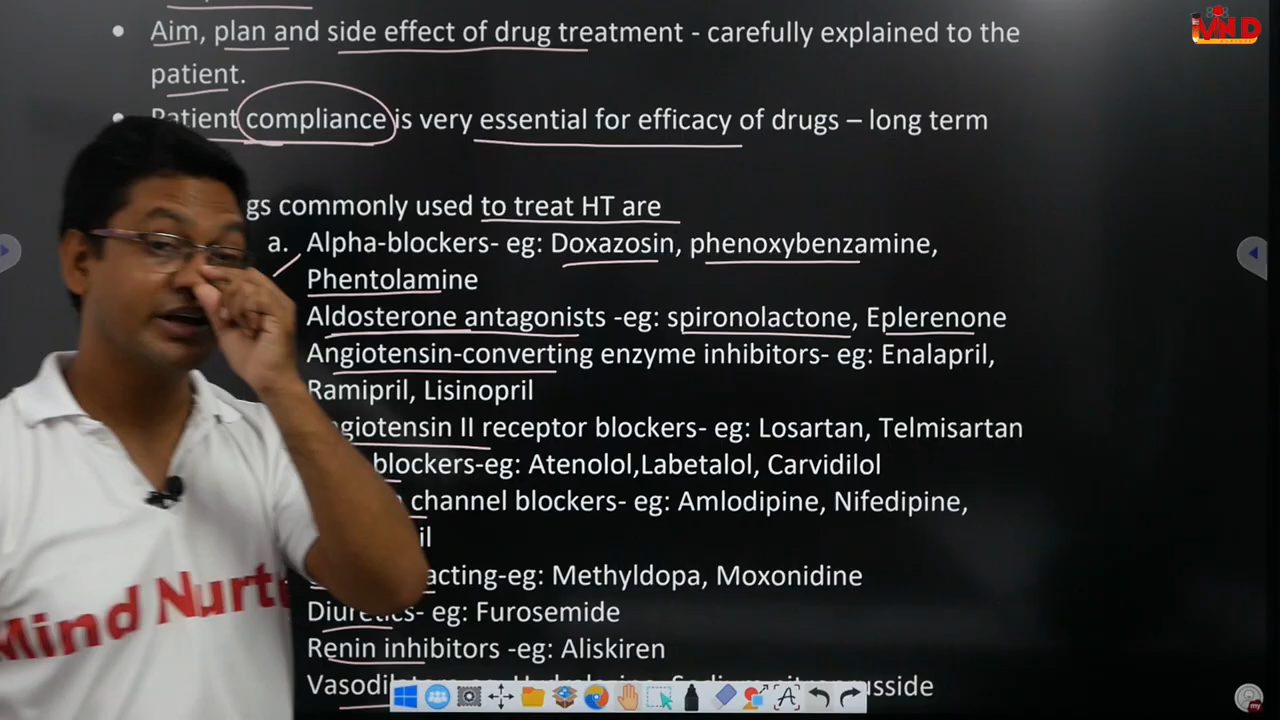 Aim, plan and side effect of drug treatment - carefully explained to the
patient.
Patient compliance is very essential for efficacy of drugs – long term
gs commonly used to treat HT are
a. Alpha-blockers- eg: Doxazosin, phenoxybenzamine,
Phentolamine
Aldosterone antagonists -eg: spironolactone, Eplerenone
Angiotensin-converting enzyme inhibitors- eg: Enalapril,
Ramipril, Lisinopril
giotensin II receptor blockers- eg: Losartan, Telmisartan
blockers-eg: Atenolol,Labetalol, Carvidilol
channel blockers- eg: Amlodipine, Nifedipine,
il
acting-eg: Methyldopa, Moxonidine
Diuretics- eg: Furosemide
Renin inhibitors -eg: Aliskiren
Mind Nurt